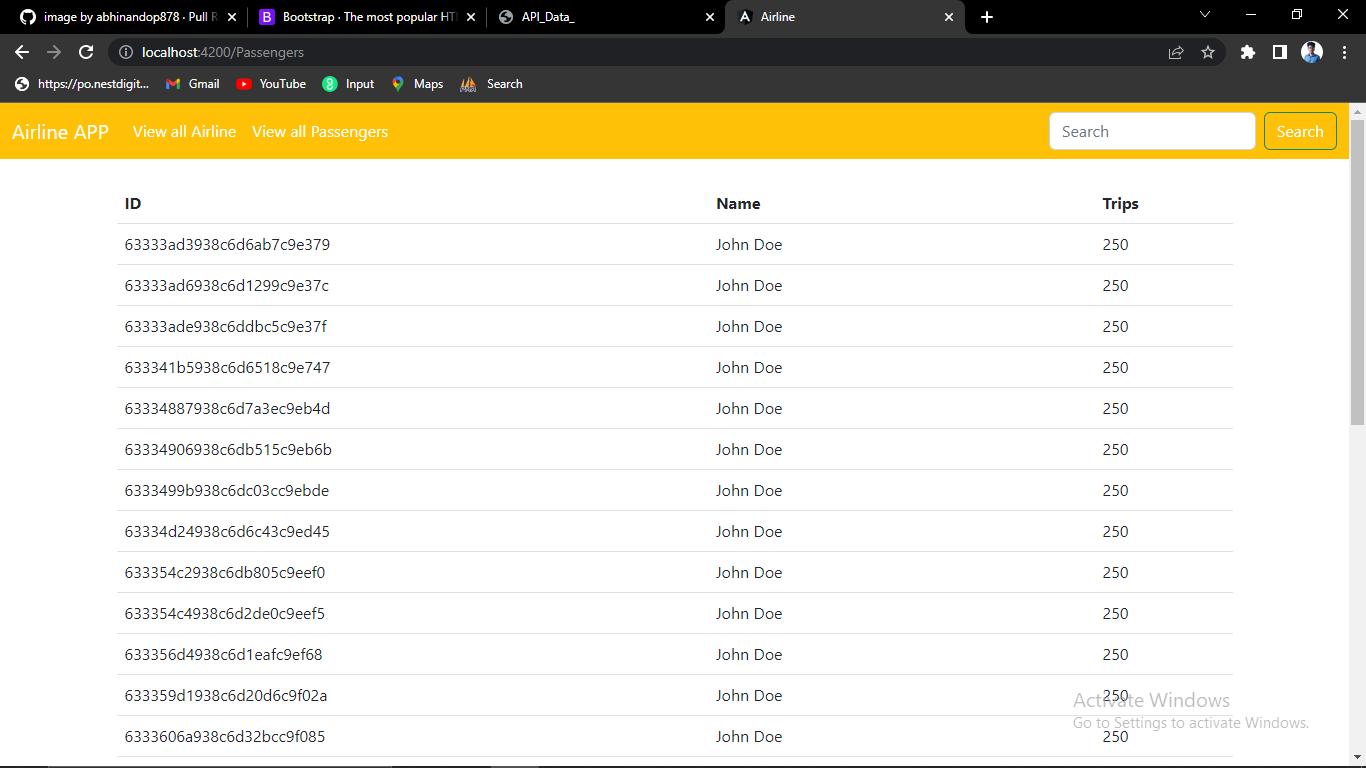 image by abhinandop878 · Pull R
Bootstrap · The most popular HT
API_Data_
Airline
localhost:4200/Passengers
https://po.nestdigit...
Gmail
YouTube
Input
Maps
Search
Airline APP View all Airline View all Passengers Search Search
ID Name Trips
63333ad3938c6d6ab7c9e379 John Doe 250
63333ad6938c6d1299c9e37c John Doe 250
63333ade938c6ddbc5c9e37f John Doe 250
633341b5938c6d6518c9e747 John Doe 250
63334887938c6d7a3ec9eb4d John Doe 250
63334906938c6db515c9eb6b John Doe 250
6333499b938c6dc03cc9ebde John Doe 250
63334d24938c6d6c43c9ed45 John Doe 250
633354c2938c6db805c9eef0 John Doe 250
633354c4938c6d2de0c9eef5 John Doe 250
633356d4938c6d1eafc9ef68 John Doe 250
633359d1938c6d20d6c9f02a John Doe 250
6333606a938c6d32bcc9f085 John Doe 250
Activate Windows
Go to Settings to activate Windows.